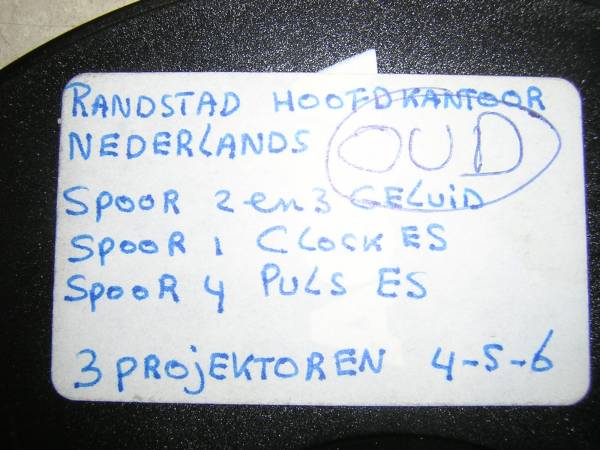 RANDSTAD HOOFDKANTOOR
NEDERLANDS OUD
SPOOR 2 en 3 GELUID
SPOOR 1 CLOCK ES
SPOOR 4 PULS ES
3 PROjEKTOREN 4-5-6